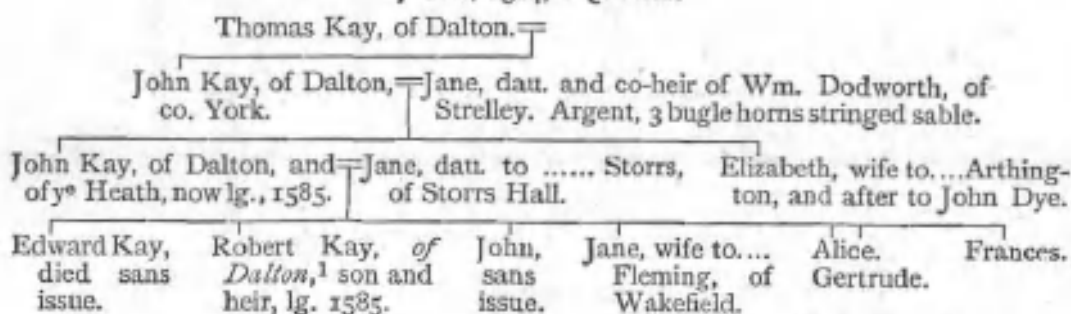 Thomas Kay, of Dalton.
John Kay, of Dalton, co. York.
Jane, dau. and co-heir of Wm. Dodworth, of Strelley. Argent, 3 bugle horns stringed sable.
John Kay, of Dalton, and of yᵉ Heath, now lg., 1585.
Jane, dau. to ...... Storrs, of Storrs Hall.
Elizabeth, wife to....Arthing-
ton, and after to John Dye.
Edward Kay, died sans issue.
Robert Kay, of Dalton,¹ son and heir, lg. 1585.
John, sans issue.
Jane, wife to.... Fleming, of Wakefield.
Alice.
Gertrude.
Frances.